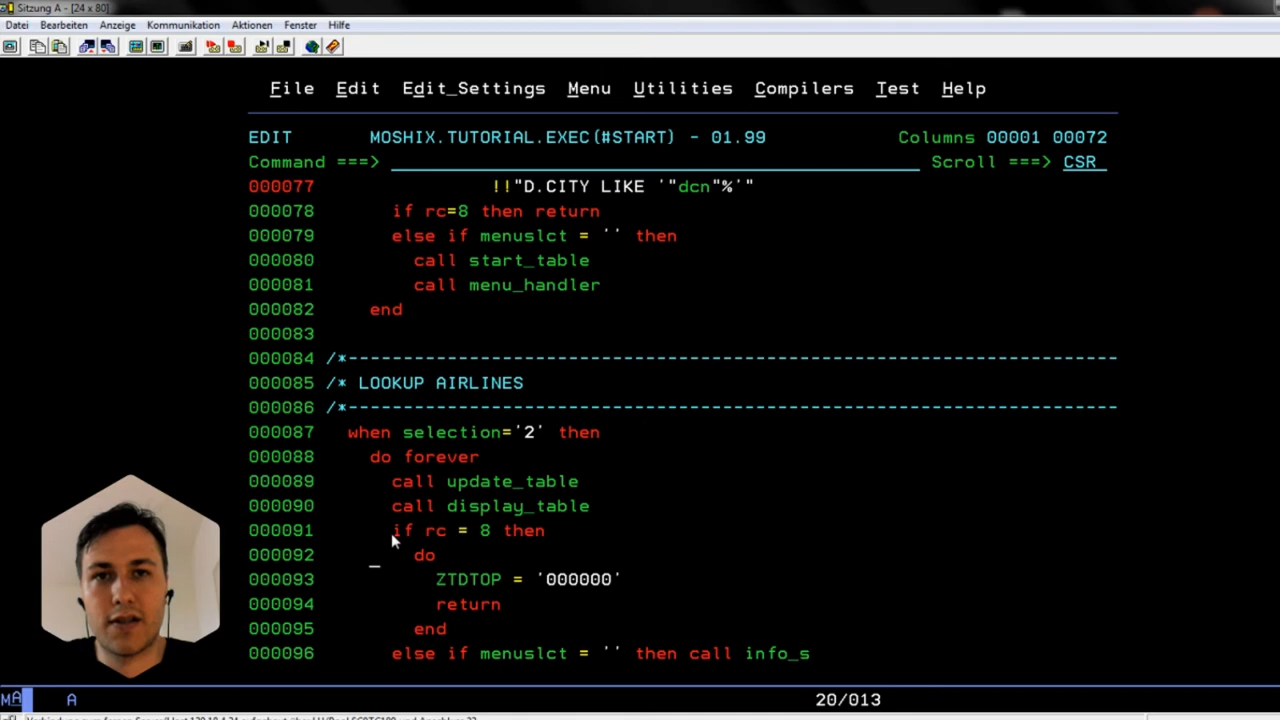 Sitzung A - [24 x 80]
Datei Bearbeiten Anzeige Kommunikation Aktionen Fenster Hilfe
File Edit Edit_Settings Menu Utilities Compilers Test Help
EDIT MOSHIX.TUTORIAL.EXEC(#START) - 01.99 Columns 00001 00072
Command ===> Scroll ===> CSR
000077 !!"D.CITY LIKE '"dcn"%'"
000078 if rc=8 then return
000079 else if menuslct = '' then
000080 call start_table
000081 call menu_handler
000082 end
000083
000084 /*----------------------------------------------------------------------
000085 /* LOOKUP AIRLINES
000086 /*----------------------------------------------------------------------
000087 when selection='2' then
000088 do forever
000089 call update_table
000090 call display_table
000091 if rc = 8 then
000092 _ do
000093 ZTDTOP = '000000'
000094 return
000095 end
000096 else if menuslct = '' then call info_s
MA A 20/013